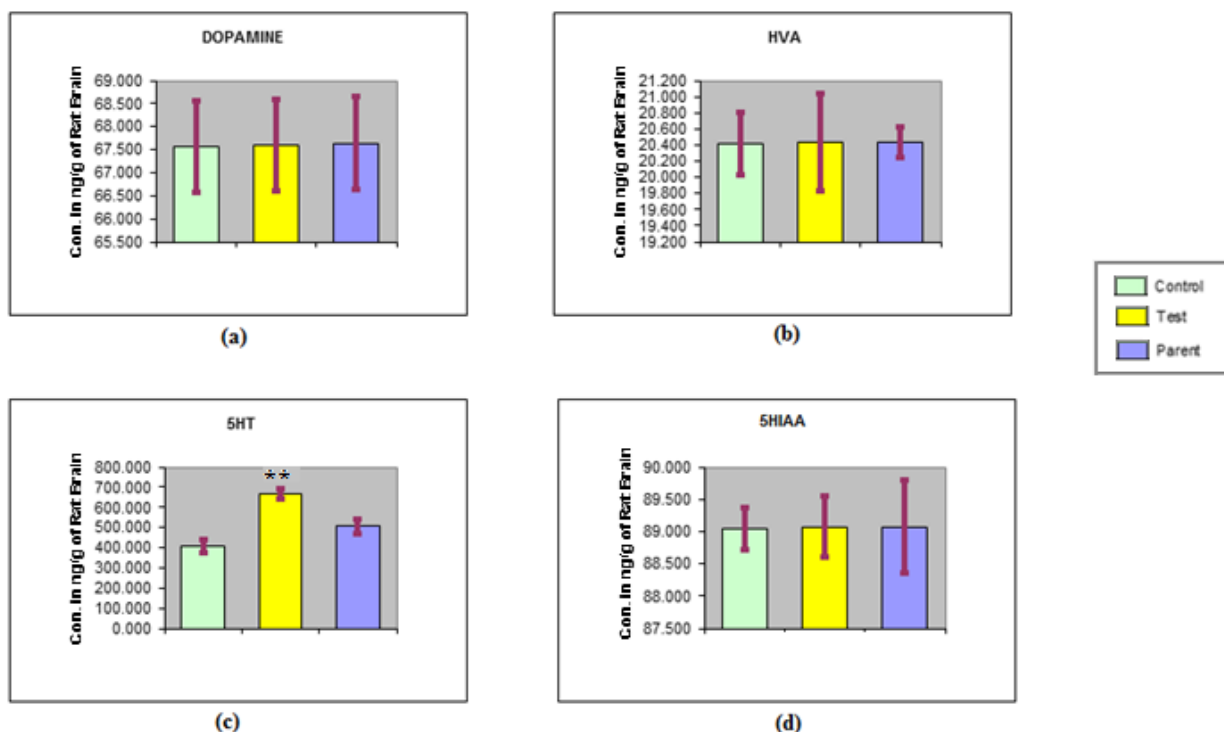 DOPAMINE
Con. In ng/g of Rat Brain
69.000
68.500
68.000
67.500
67.000
66.500
66.000
65.500
(a)
HVA
Con. In ng/g of Rat Brain
21.200
21.000
20.800
20.600
20.400
20.200
20.000
19.800
19.600
19.400
19.200
(b)
Control
Test
Parent
5HT
Con. In ng/g of Rat Brain
800.000
700.000
600.000
500.000
400.000
300.000
200.000
100.000
0.000
**
(c)
5HIAA
Con. In ng/g of Rat Brain
90.000
89.500
89.000
88.500
88.000
87.500
(d)